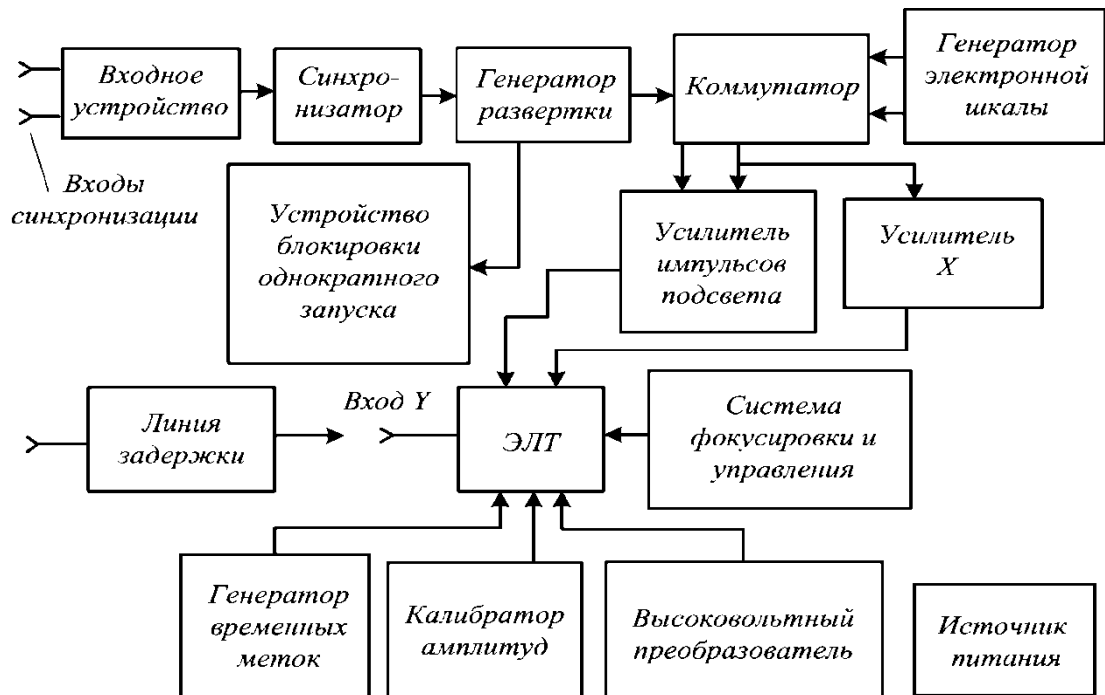 Входное
устройство
Синхро-
низатор
Генератор
развертки
Коммутатор
Генератор
электронной
шкалы
Входы
синхронизации
Устройство
блокировки
однократного
запуска
Усилитель
импульсов
подсвета
Усилитель
X
Линия
задержки
Вход Y
ЭЛТ
Система
фокусировки и
управления
Генератор
временных
меток
Калибратор
амплитуд
Высоковольтный
преобразователь
Источник
питания